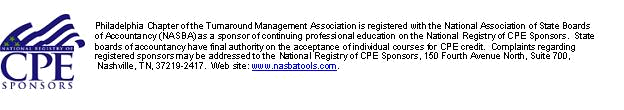 NATIONAL REGISTRY OF
CPE
SPONSORS
Philadelphia Chapter of the Turnaround Management Association is registered with the National Association of State Boards
of Accountancy (NASBA) as a sponsor of continuing professional education on the National Registry of CPE Sponsors. State
boards of accountancy have final authority on the acceptance of individual courses for CPE credit. Complaints regarding
registered sponsors may be addressed to the National Registry of CPE Sponsors, 150 Fourth Avenue North, Suite 700,
Nashville, TN, 37219-2417. Web site: www.nasbatools.com.